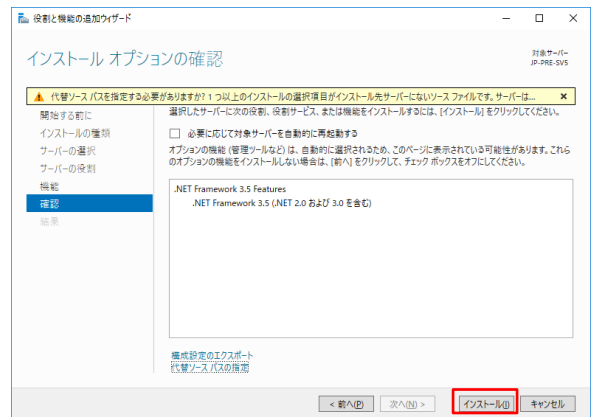 役割と機能の追加ウィザード
インストール オプションの確認
対象サーバー
JP-PRE-SV5
代替ソース パスを指定する必要がありますか? 1 つ以上のインストールの選択項目がインストール先サーバーにないソース ファイルです。サーバーは...
開始する前に
インストールの種類
サーバーの選択
サーバーの役割
機能
確認
結果
選択したサーバーに次の役割、役割サービス、または機能をインストールするには、[インストール] をクリックしてください。
必要に応じて対象サーバーを自動的に再起動する
オプションの機能 (管理ツールなど) は、自動的に選択されるため、このページに表示されている可能性があります。これら
のオプションの機能をインストールしない場合は、[前へ] をクリックして、チェック ボックスをオフにしてください。
.NET Framework 3.5 Features
.NET Framework 3.5 (.NET 2.0 および 3.0 を含む)
構成設定のエクスポート
代替ソース パスの指定
< 前へ(P)
次へ(N) >
インストール(I)
キャンセル